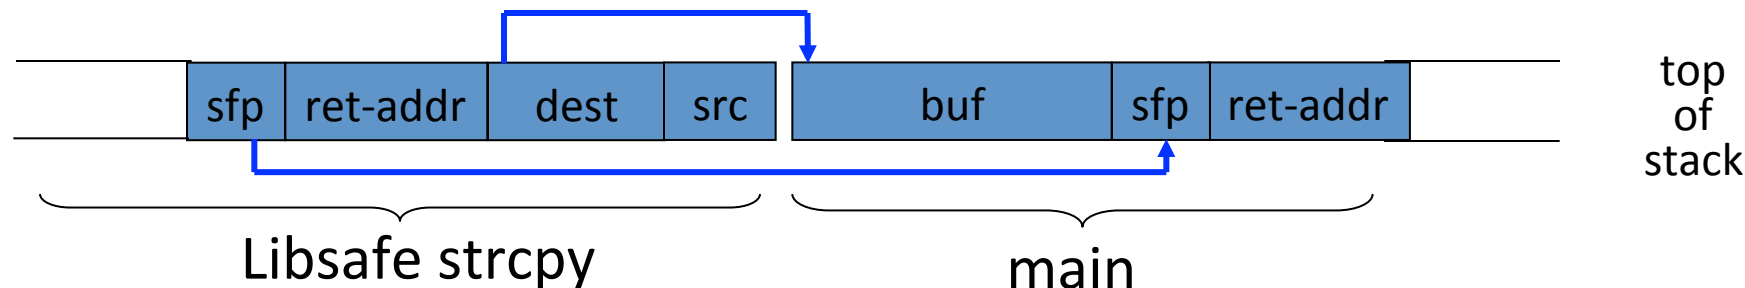 sfp ret-addr dest src buf sfp ret-addr
top
of
stack
Libsafe strcpy
main